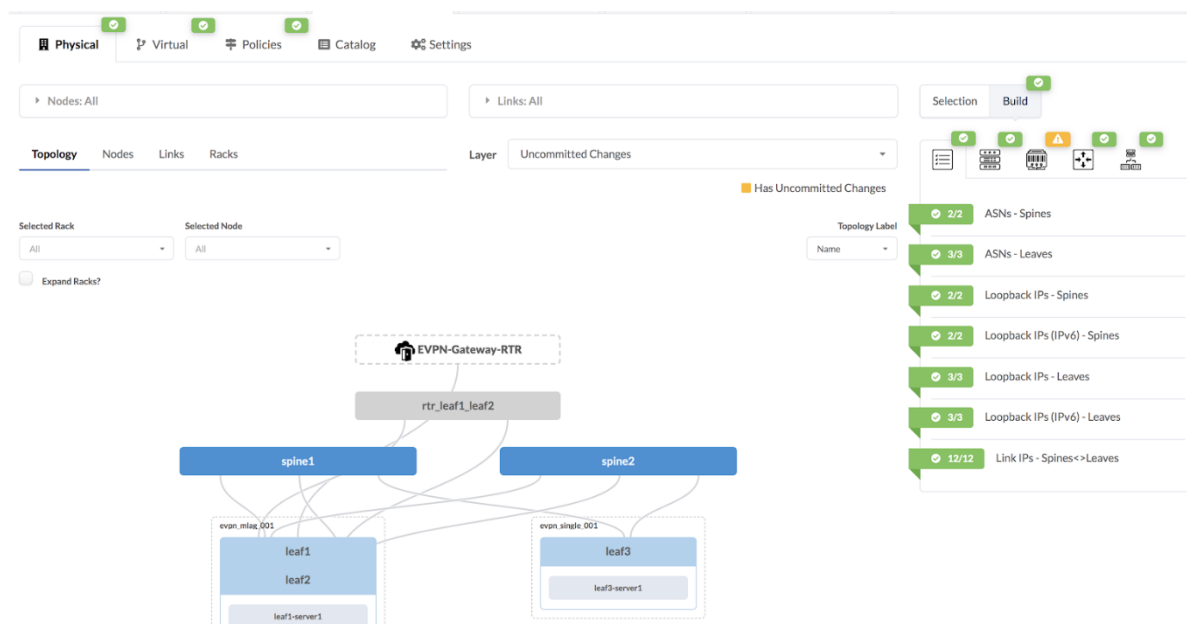 Physical
Virtual
Policies
Catalog
Settings
Nodes: All
Links: All
Selection
Build
Topology
Nodes
Links
Racks
Layer
Uncommitted Changes
Has Uncommitted Changes
Selected Rack
Selected Node
Topology Label
All
All
Name
Expand Racks?
2/2 ASNs - Spines
3/3 ASNs - Leaves
2/2 Loopback IPs - Spines
2/2 Loopback IPs (IPv6) - Spines
3/3 Loopback IPs - Leaves
3/3 Loopback IPs (IPv6) - Leaves
12/12 Link IPs - Spines<>Leaves
EVPN-Gateway-RTR
rtr_leaf1_leaf2
spine1
spine2
evpn_mlag_001
evpn_single_001
leaf1
leaf3
leaf2
leaf3-server1
leaf1-server1